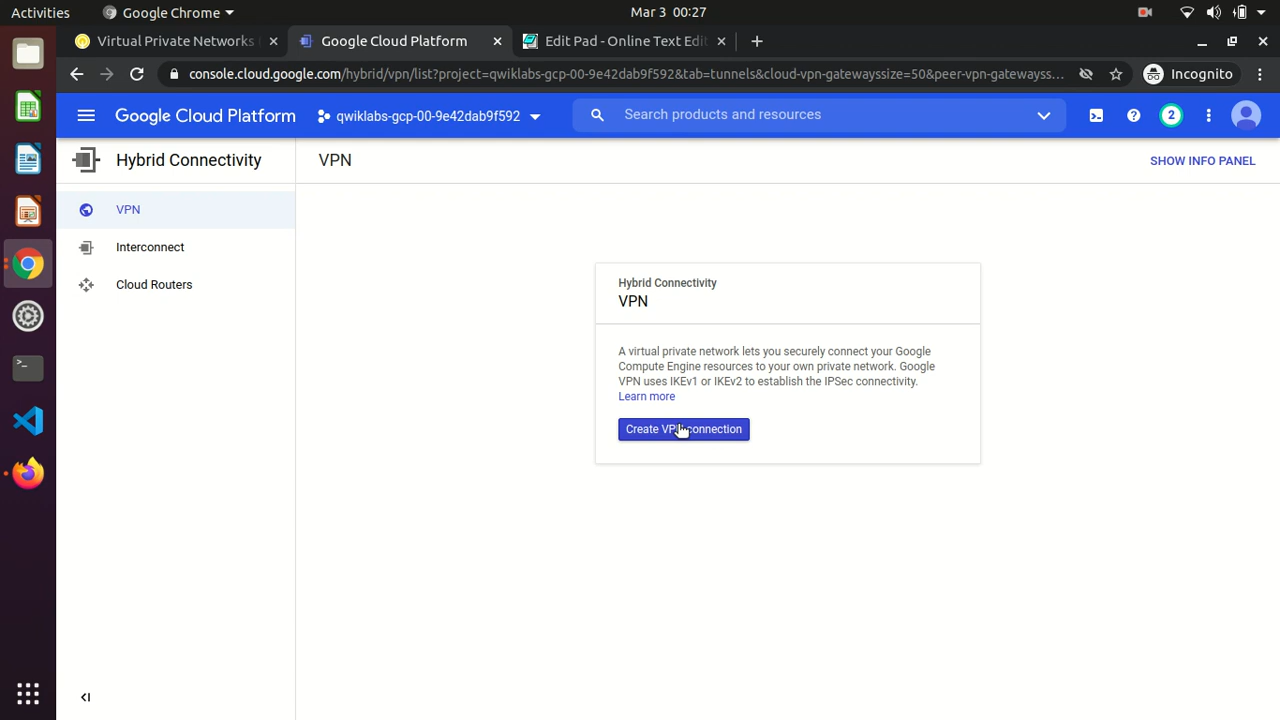 Activities
Google Chrome
Mar 3 00:27
Virtual Private Networks
Google Cloud Platform
Edit Pad - Online Text Edit
console.cloud.google.com/hybrid/vpn/list?project=qwiklabs-gcp-00-9e42dab9f592&tab=tunnels&cloud-vpn-gatewayssize=50&peer-vpn-gatewayss...
Incognito
Google Cloud Platform
qwiklabs-gcp-00-9e42dab9f592
Search products and resources
2
Hybrid Connectivity
VPN
SHOW INFO PANEL
VPN
Interconnect
Cloud Routers
Hybrid Connectivity
VPN
A virtual private network lets you securely connect your Google
Compute Engine resources to your own private network. Google
VPN uses IKEv1 or IKEv2 to establish the IPSec connectivity.
Learn more
Create VPN connection